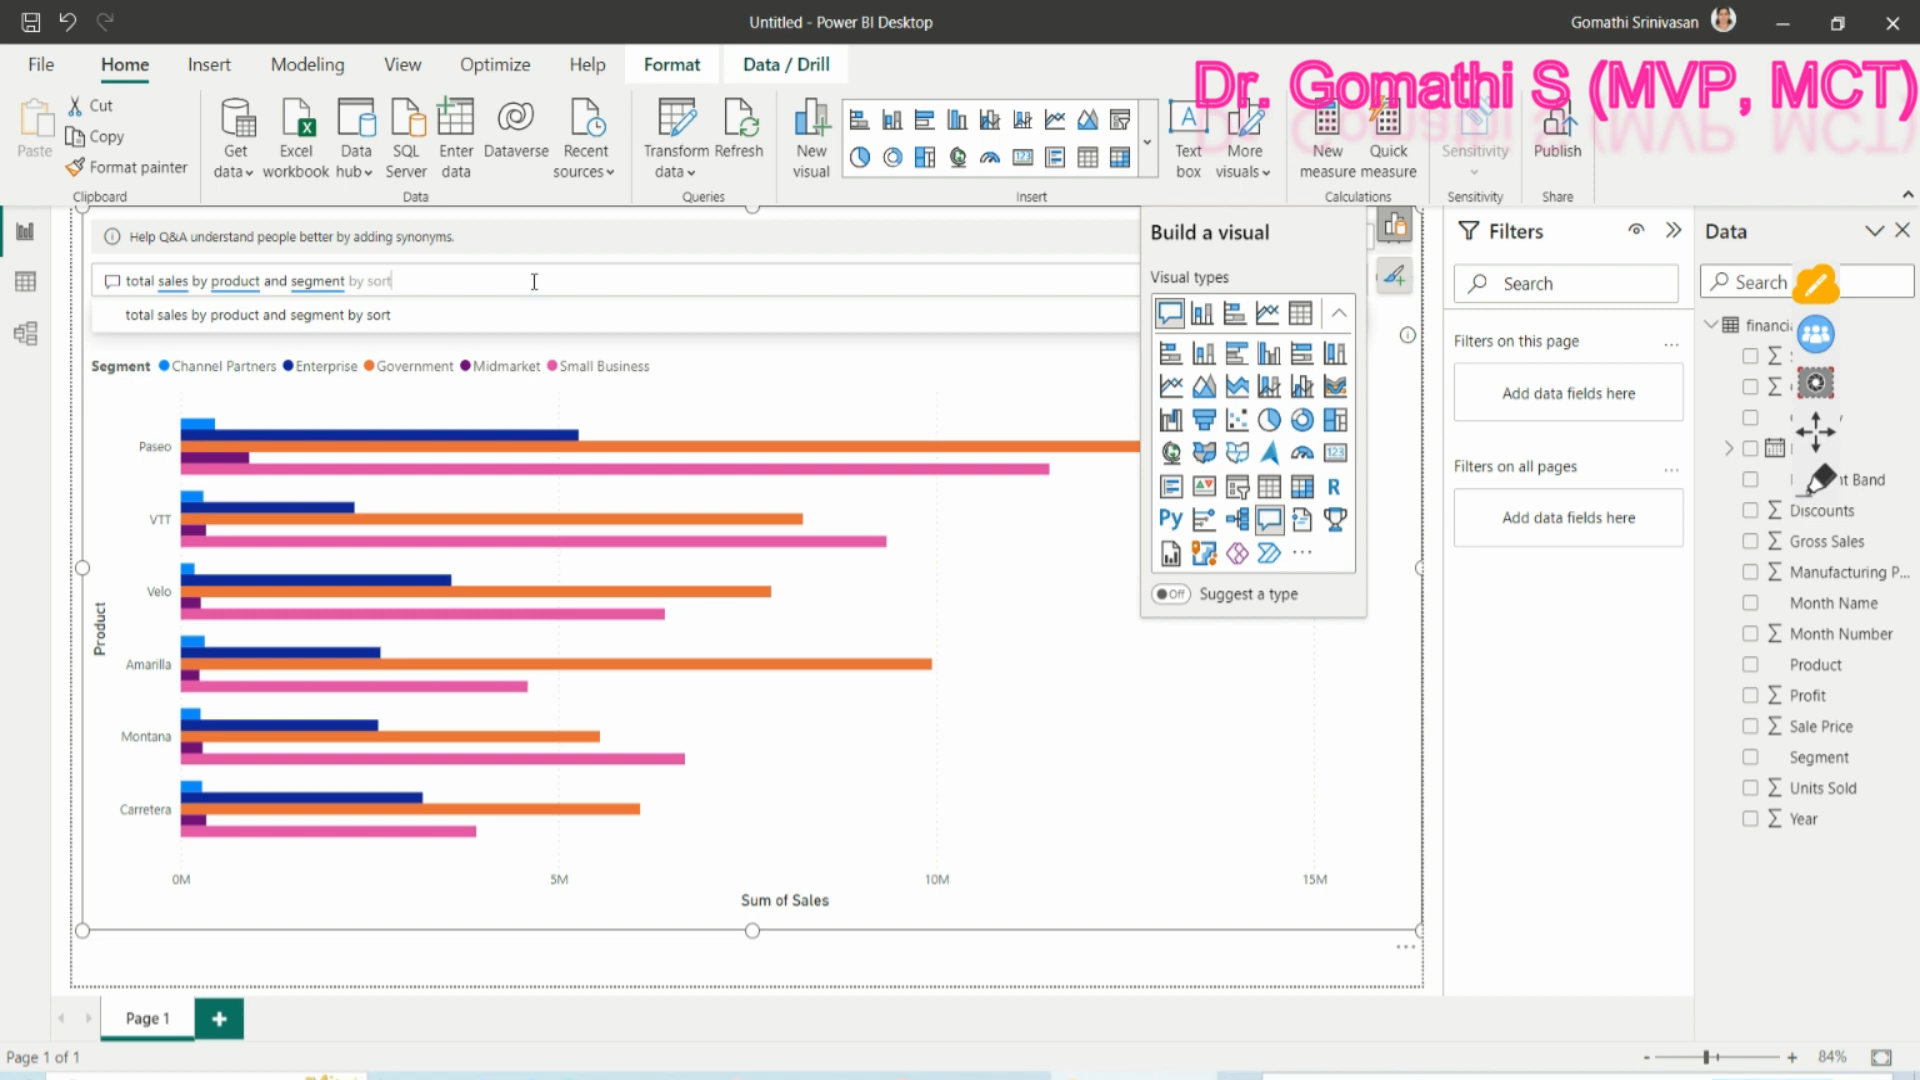 Untitled - Power BI Desktop
Gomathi Srinivasan
File Home Insert Modeling View Optimize Help Format Data / Drill
Dr. Gomathi S (MVP, MCT)
Paste
Cut
Copy
Format painter
Clipboard
Get data
Excel workbook
Data hub
SQL Server
Enter data
Dataverse
Recent sources
Data
Transform data
Refresh
Queries
New visual
Text box
More visuals
Insert
New measure
Quick measure
Calculations
Sensitivity
Sensitivity
Publish
Share
Help Q&A understand people better by adding synonyms.
total sales by product and segment by sort
total sales by product and segment by sort
Segment Channel Partners Enterprise Government Midmarket Small Business
Product
Paseo
VTT
Velo
Amarilla
Montana
Carretera
0M 5M 10M 15M
Sum of Sales
Build a visual
Visual types
123
R
Py
Off Suggest a type
Filters
Search
Filters on this page
Add data fields here
Filters on all pages
Add data fields here
Data
Search
t Band
Discounts
Gross Sales
Manufacturing P...
Month Name
Month Number
Product
Profit
Sale Price
Segment
Units Sold
Year
Page 1
Page 1 of 1
84%